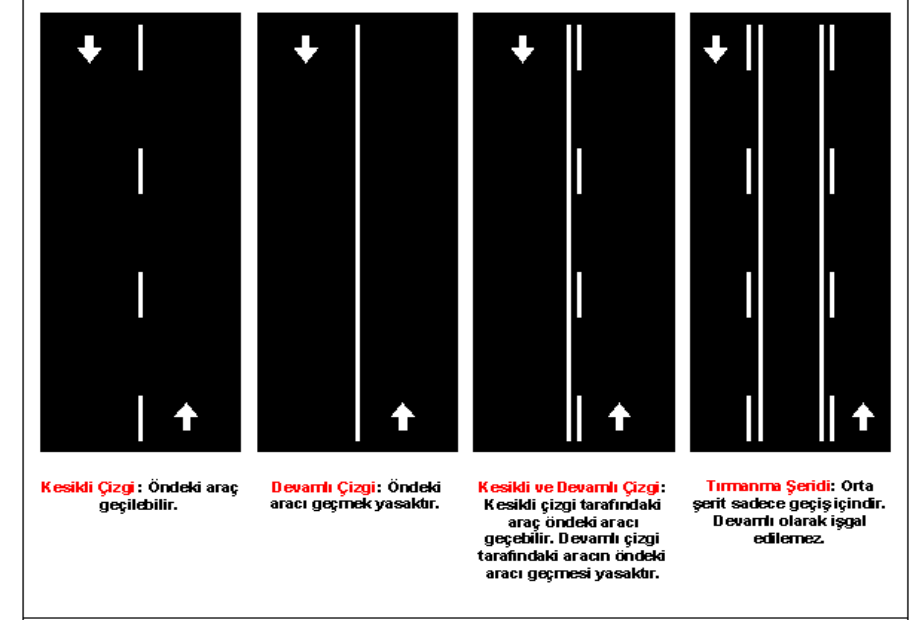 Kesikli Çizgi: Öndeki araç
geçilebilir.
Devamlı Çizgi: Öndeki
aracı geçmek yasaktır.
Kesikli ve Devamlı Çizgi:
Kesikli çizgi tarafındaki
araç öndeki aracı
geçebilir. Devamlı çizgi
tarafındaki aracın öndeki
aracı geçmesi yasaktır.
Tırmanma Şeridi: Orta
şerit sadece geçiş içindir.
Devamlı olarak işgal
edilemez.